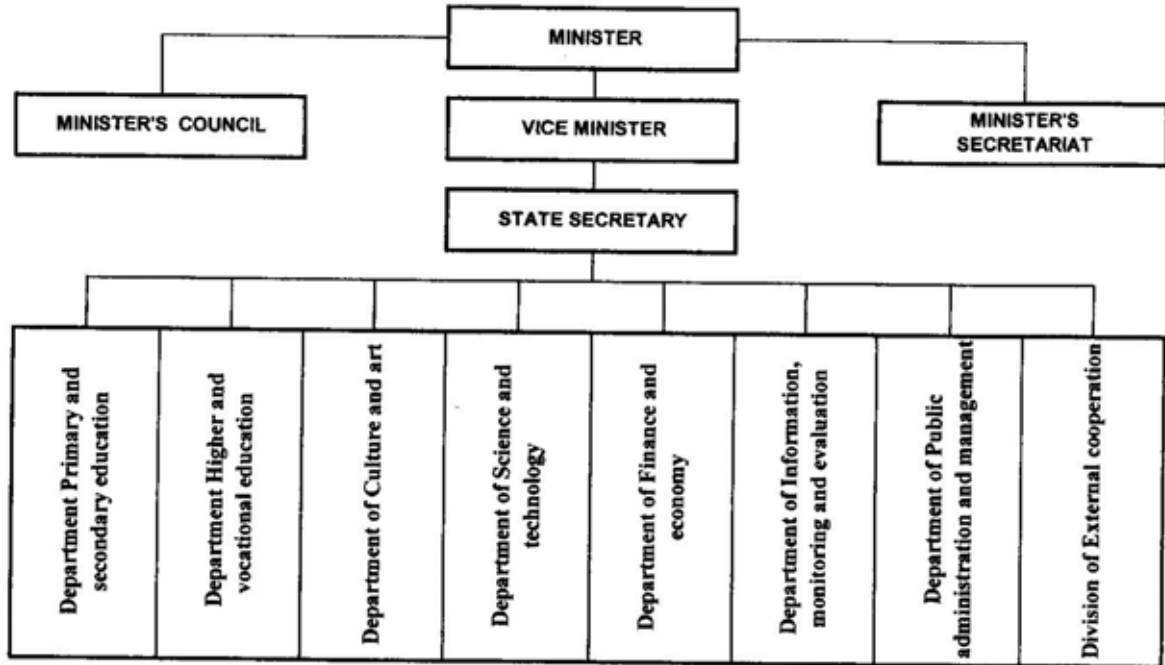 MINISTER
MINISTER'S COUNCIL
VICE MINISTER
MINISTER'S
SECRETARIAT
STATE SECRETARY
Department Primary and
secondary education
Department Higher and
vocational education
Department of Culture and art
Department of Science and
technology
Department of Finance and
economy
Department of Information,
monitoring and evaluation
Department of Public
administration and management
Division of External cooperation